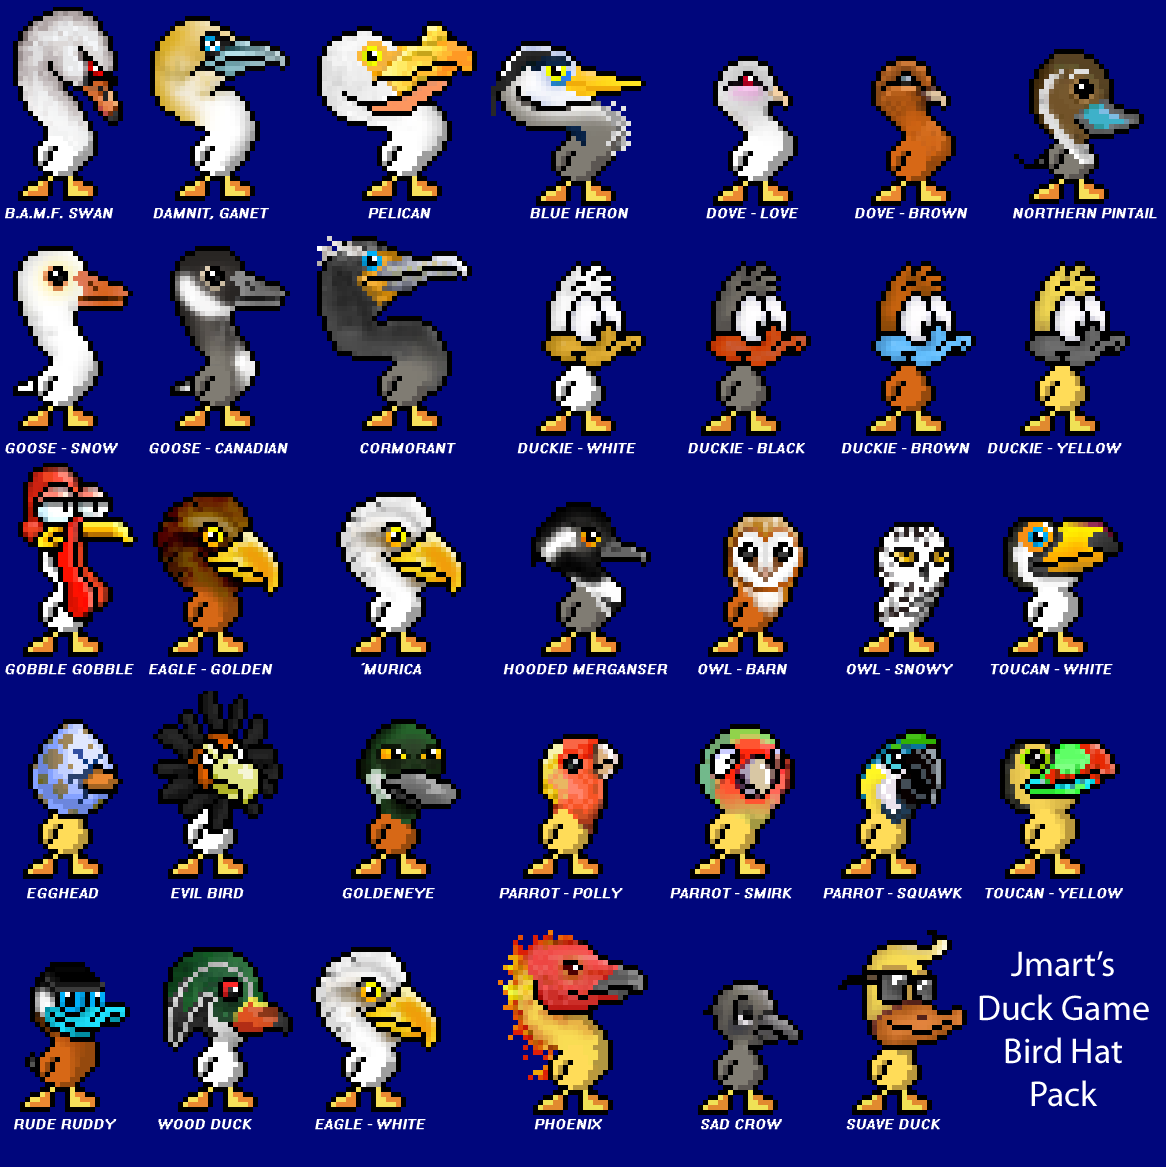 B.A.M.F. SWAN
DAMNIT, GANET
PELICAN
BLUE HERON
DOVE - LOVE
DOVE - BROWN
NORTHERN PINTAIL
GOOSE - SNOW
GOOSE - CANADIAN
CORMORANT
DUCKIE - WHITE
DUCKIE - BLACK
DUCKIE - BROWN
DUCKIE - YELLOW
GOBBLE GOBBLE
EAGLE - GOLDEN
'MURICA
HOODED MERGANSER
OWL - BARN
OWL - SNOWY
TOUCAN - WHITE
EGGHEAD
EVIL BIRD
GOLDENEYE
PARROT - POLLY
PARROT - SMIRK
PARROT - SQUAWK
TOUCAN - YELLOW
RUDE RUDDY
WOOD DUCK
EAGLE - WHITE
PHOENIX
SAD CROW
SUAVE DUCK
Jmart's
Duck Game
Bird Hat
Pack